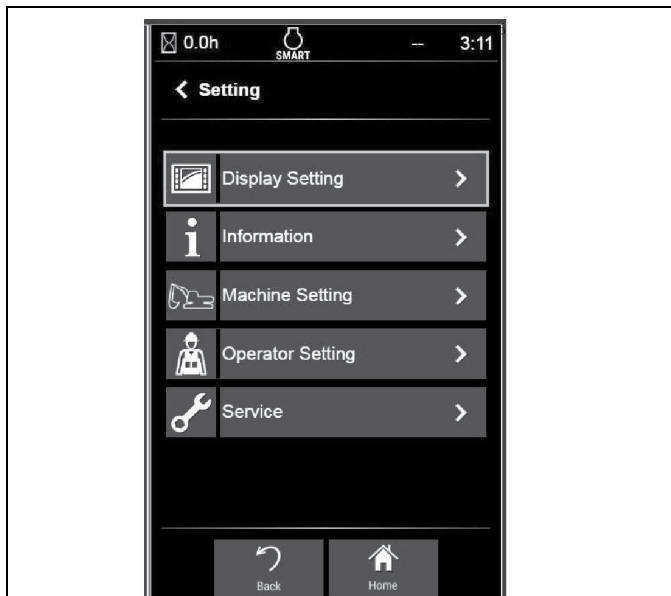 0.0h SMART -- 3:11
Setting
Display Setting
Information
Machine Setting
Operator Setting
Service
Back Home